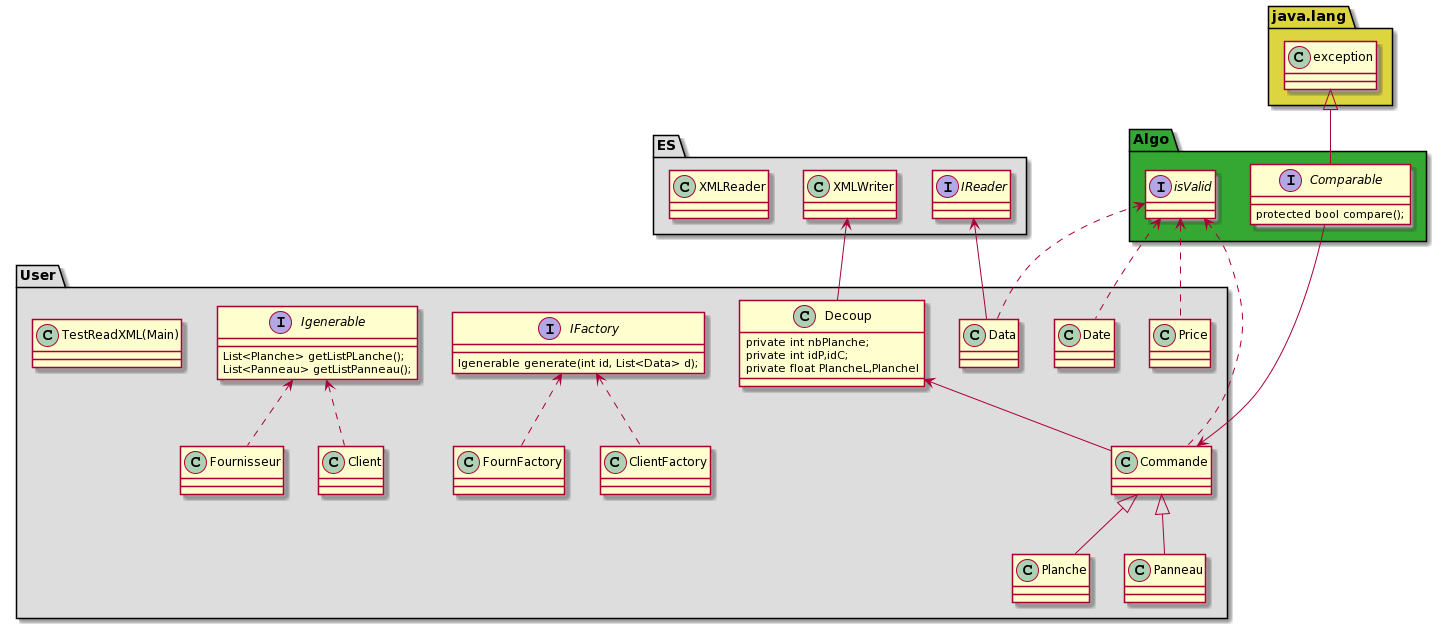 java.lang
C exception
Algo
I isValid
I Comparable
protected bool compare();
ES
C XMLReader
C XMLWriter
I IReader
User
C TestReadXML(Main)
I Igenerable
List<Planche> getListPLanche();
List<Panneau> getListPanneau();
I IFactory
Igenerable generate(int id, List<Data> d);
C Decoup
private int nbPlanche;
private int idP,idC;
private float PlancheL,Planchel
C Data
C Date
C Price
C Fournisseur
C Client
C FournFactory
C ClientFactory
C Commande
C Planche
C Panneau